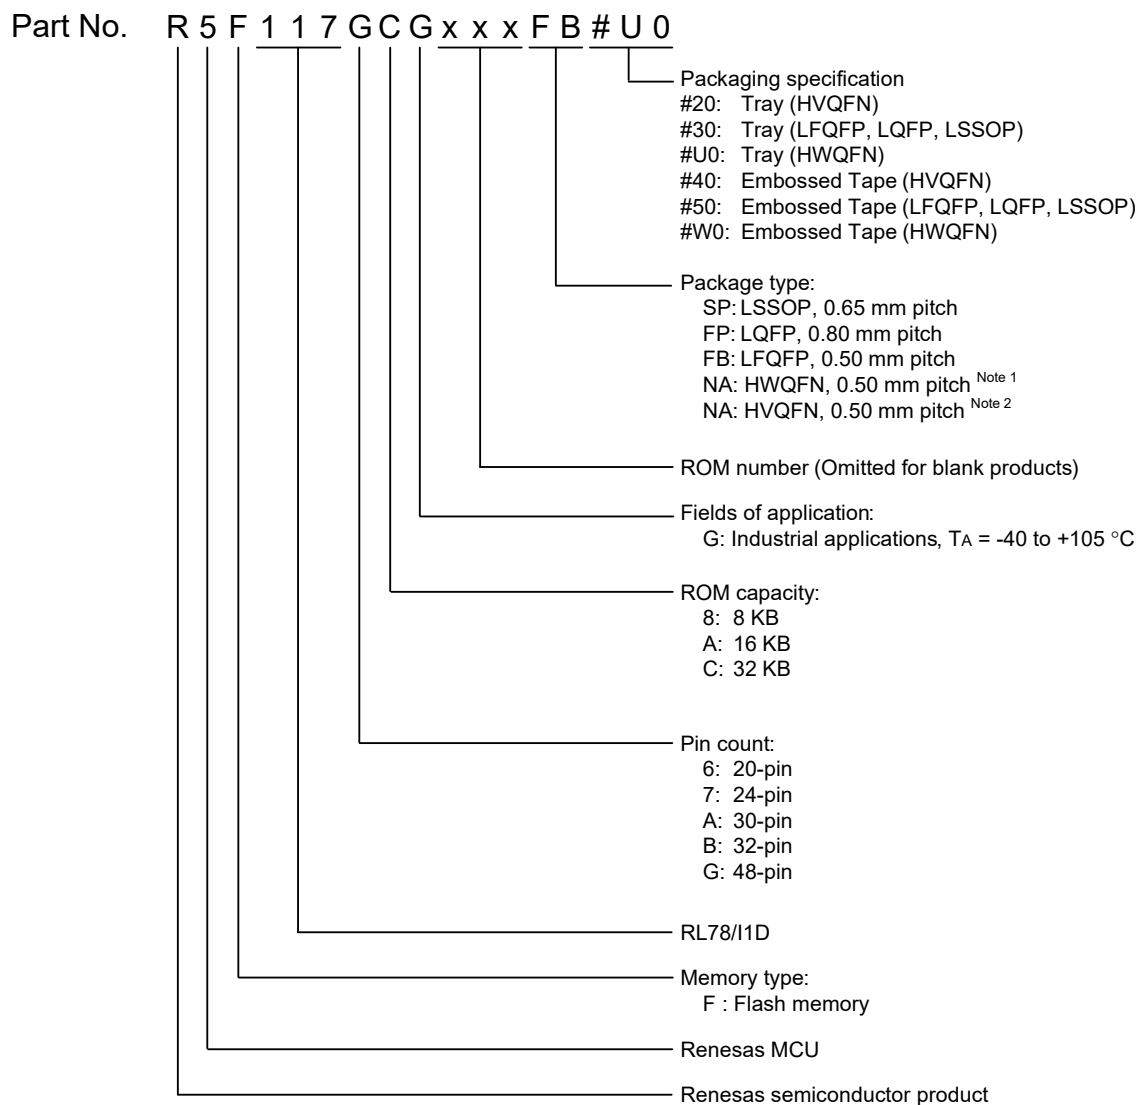 Part No. R 5 F 1 1 7 G C G x x x F B # U 0
Packaging specification
#20: Tray (HVQFN)
#30: Tray (LFQFP, LQFP, LSSOP)
#U0: Tray (HWQFN)
#40: Embossed Tape (HVQFN)
#50: Embossed Tape (LFQFP, LQFP, LSSOP)
#W0: Embossed Tape (HWQFN)
Package type:
SP: LSSOP, 0.65 mm pitch
FP: LQFP, 0.80 mm pitch
FB: LFQFP, 0.50 mm pitch
NA: HWQFN, 0.50 mm pitch Note 1
NA: HVQFN, 0.50 mm pitch Note 2
ROM number (Omitted for blank products)
Fields of application:
G: Industrial applications, TA = -40 to +105 °C
ROM capacity:
8: 8 KB
A: 16 KB
C: 32 KB
Pin count:
6: 20-pin
7: 24-pin
A: 30-pin
B: 32-pin
G: 48-pin
RL78/I1D
Memory type:
F : Flash memory
Renesas MCU
Renesas semiconductor product